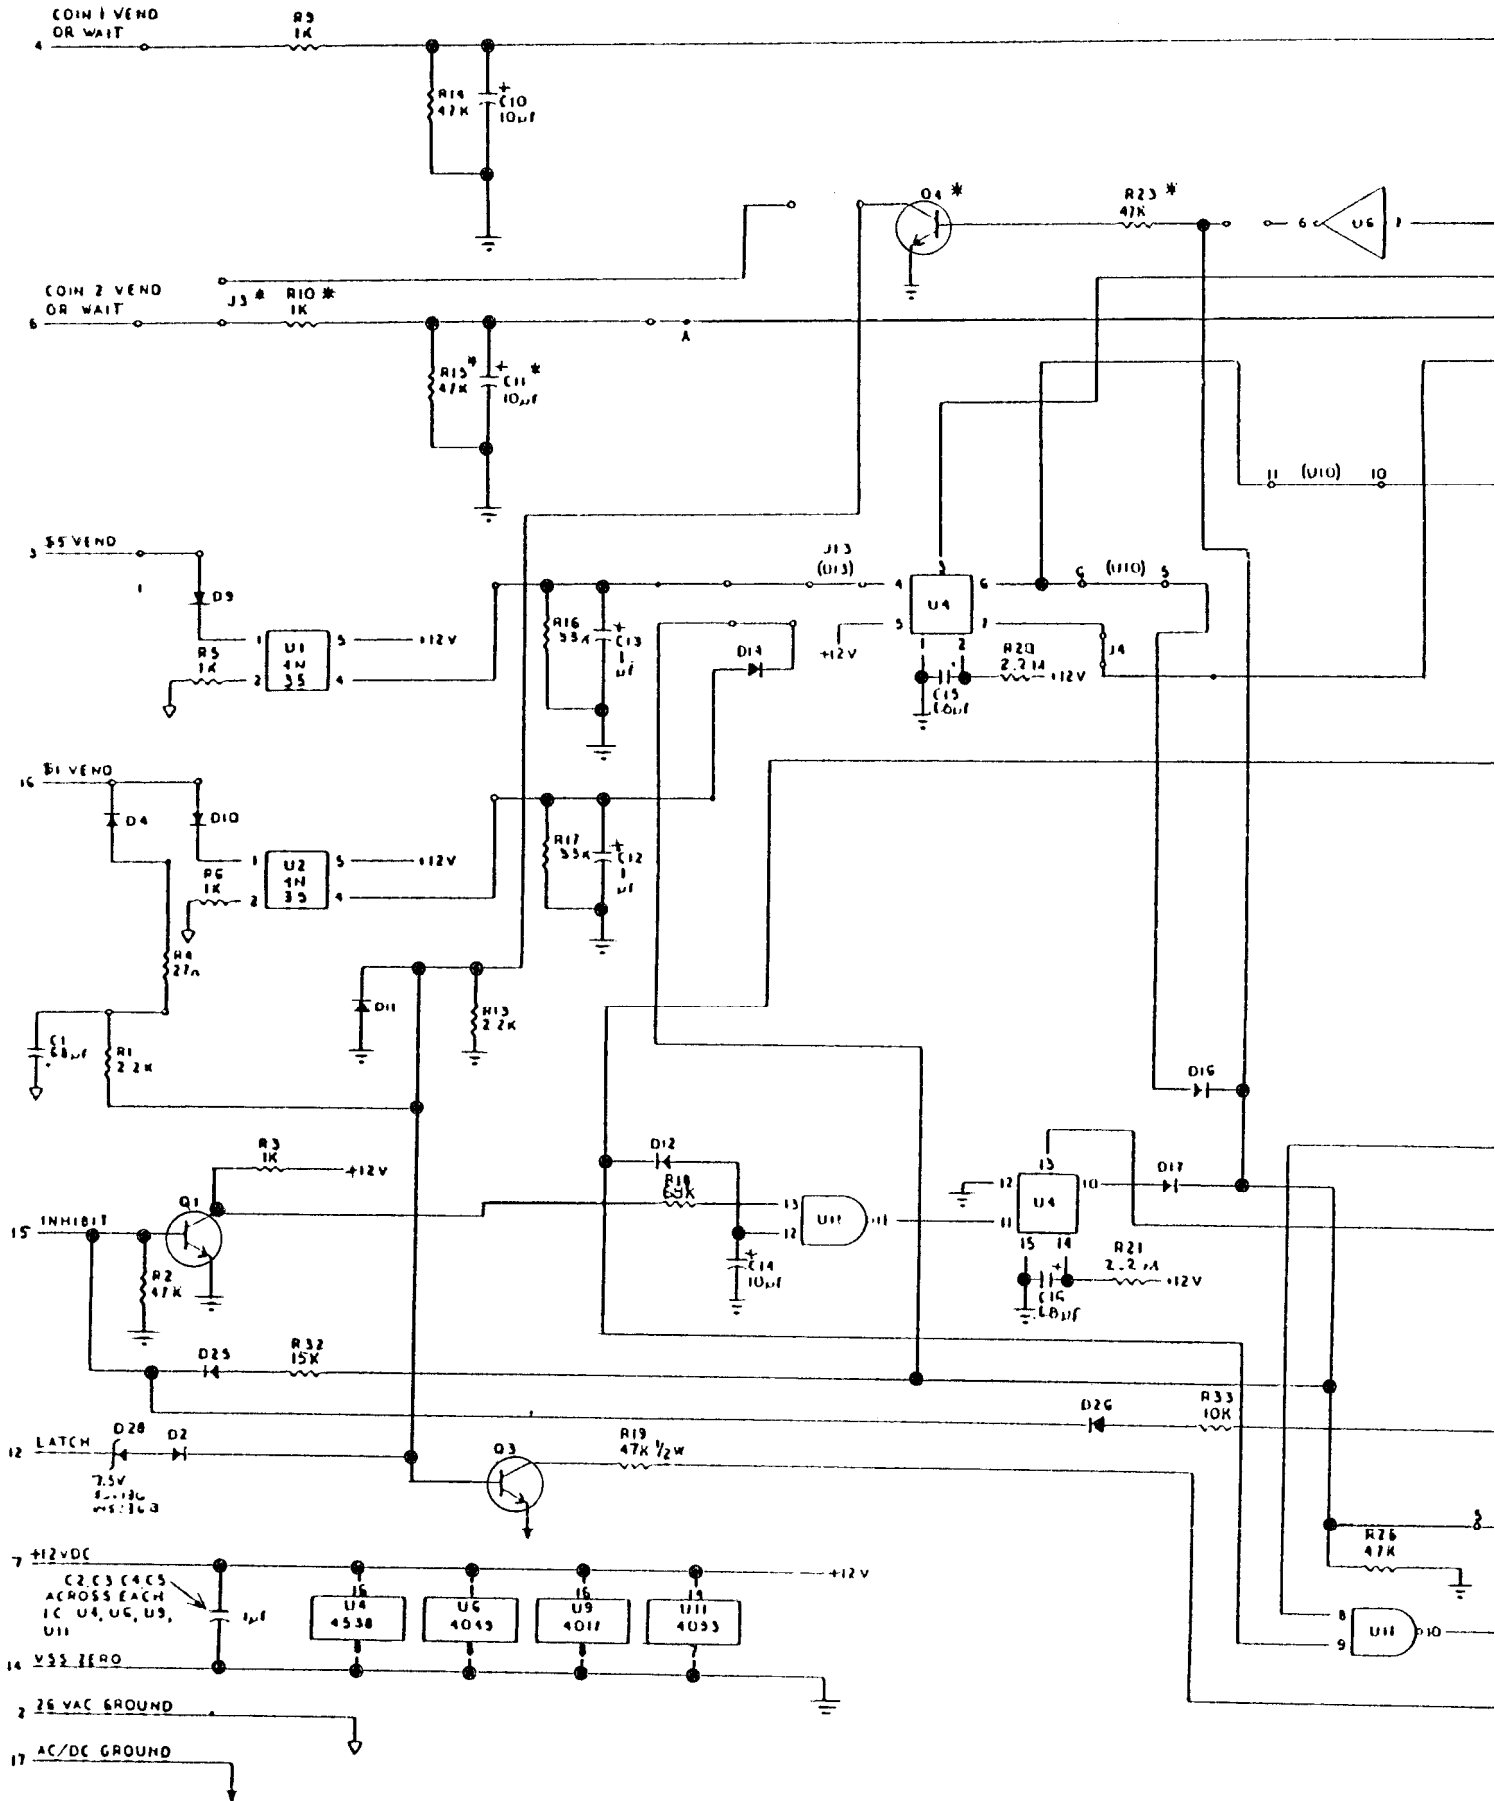 COIN 1 VEND
OR WAIT
4
R9
1K
R14
47K
+
C10
10µf
COIN 2 VEND
OR WAIT
6
J3 *
R10 *
1K
R15 *
47K
+
C11 *
10µf
A
Q4 *
R23 *
47K
6
U6
7
11
(U10)
10
3
$5 VEND
1
D9
R5
1K
1
2
U1
4N
35
5
4
+12V
R16
33K
+
C13
1
µf
J13
(U13)
D14
4
5
+12V
3
U4
6
7
1
2
C15
.68µf
R20
2.2M
+12V
6
(U10)
5
J4
16
$1 VEND
D4
D10
R6
1K
1
2
U2
4N
35
5
4
+12V
R17
33K
+
C12
1
µf
R4
27Ω
C1
68µf
+
R1
2.2K
D11
R13
2.2K
D16
R3
1K
+12V
Q1
15
INHIBIT
R2
47K
D12
R18
68K
13
12
U11
11
+
C14
10µf
13
12
11
U4
10
15
14
+
C16
.68µf
R21
2.2M
+12V
D17
D25
R32
15K
D26
R33
10K
12
LATCH
D28
D2
7.5V
Q3
R19
47K 1/2W
5
R26
47K
7
+12VDC
C2,C3 C4,C5
ACROSS EACH
IC U4, U6, U9,
U11
1µf
16
U4
4538
8
1
U6
4049
8
16
U9
4017
8
14
U11
4093
7
+12V
8
9
U11
10
14
VSS ZERO
2
26 VAC GROUND
17
AC/DC GROUND